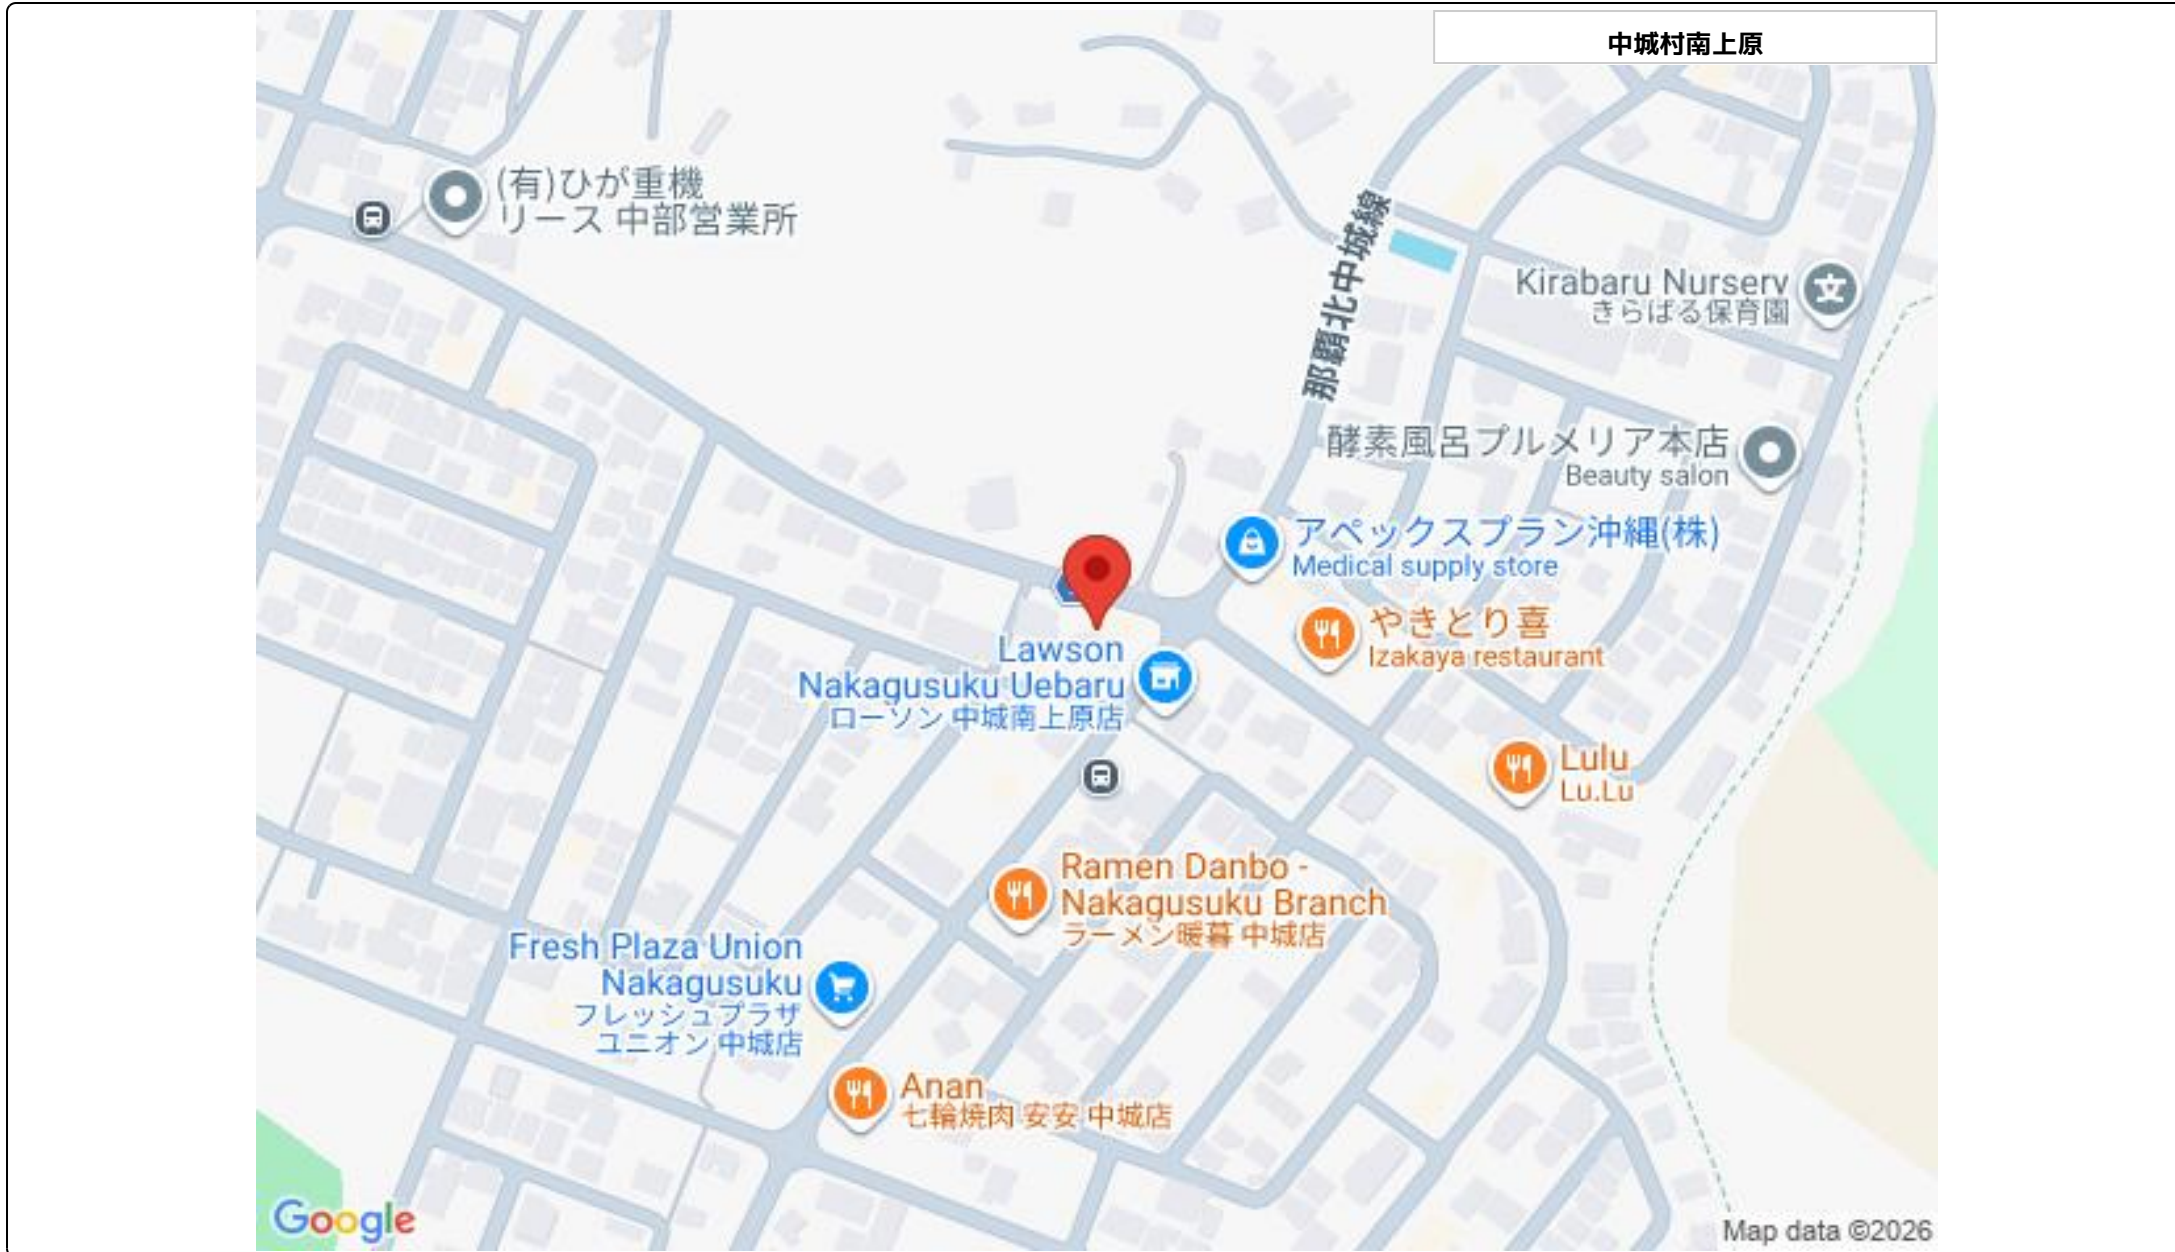 中城村南上原
(有)ひが重機
リース 中部営業所
那覇北中城線
Kirabaru Nurserv
きらばる保育園
酵素風呂プルメリア本店
Beauty salon
アペックスプラン沖縄(株)
Medical supply store
やきとり喜
Izakaya restaurant
Lawson
Nakagusuku Uebaru
ローソン 中城南上原店
Lulu
Lu.Lu
Ramen Danbo -
Nakagusuku Branch
ラーメン暖暮 中城店
Fresh Plaza Union
Nakagusuku
フレッシュプラザ
ユニオン 中城店
Anan
七輪焼肉 安安 中城店
Google
Map data ©2026